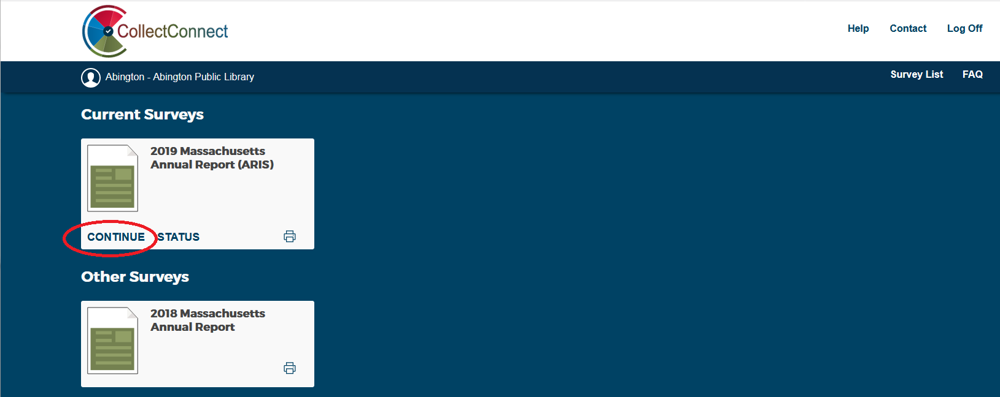 CollectConnect
Help Contact Log Off
Abington - Abington Public Library
Survey List FAQ
Current Surveys
2019 Massachusetts
Annual Report (ARIS)
CONTINUE STATUS
Other Surveys
2018 Massachusetts
Annual Report